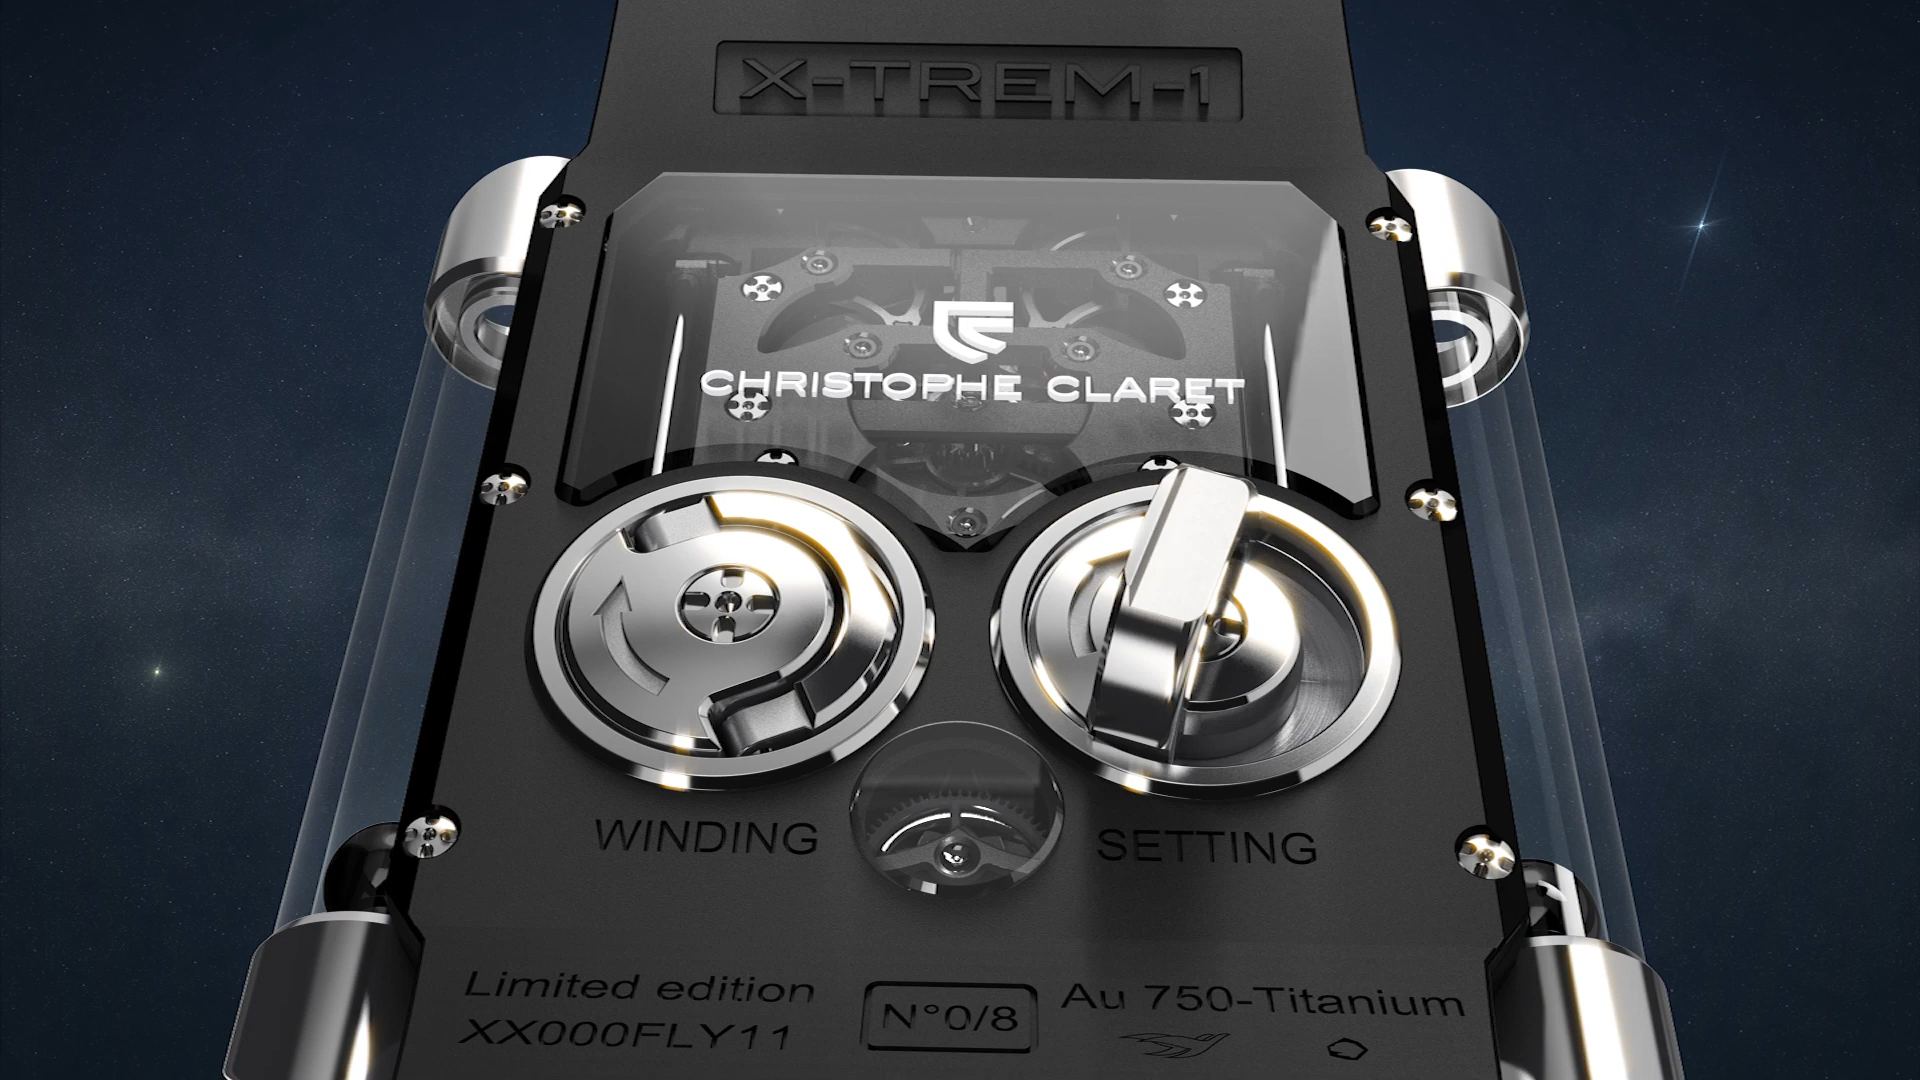 X-TREM-1
CHRISTOPHE CLARET
WINDING
SETTING
Limited edition
XX000FLY11
N°0/8
Au 750-Titanium